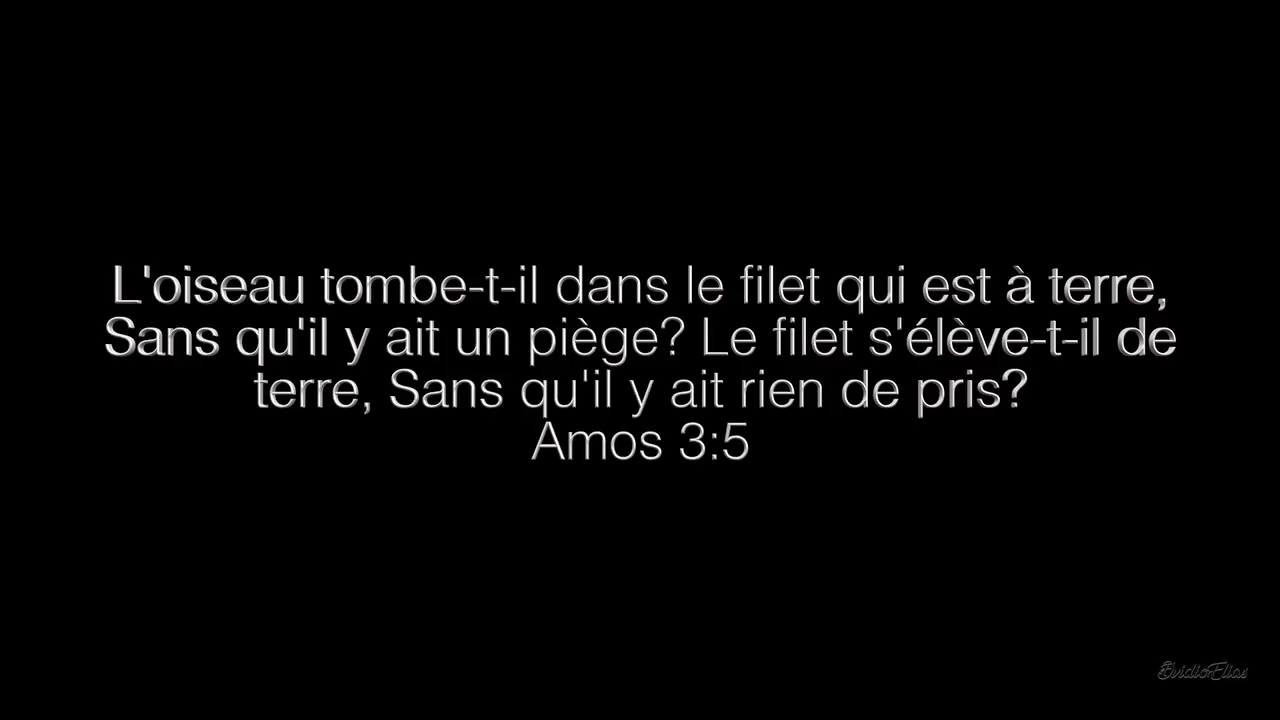 L'oiseau tombe-t-il dans le filet qui est à terre,
Sans qu'il y ait un piège? Le filet s'élève-t-il de
terre, Sans qu'il y ait rien de pris?
Amos 3:5
OvidioElias